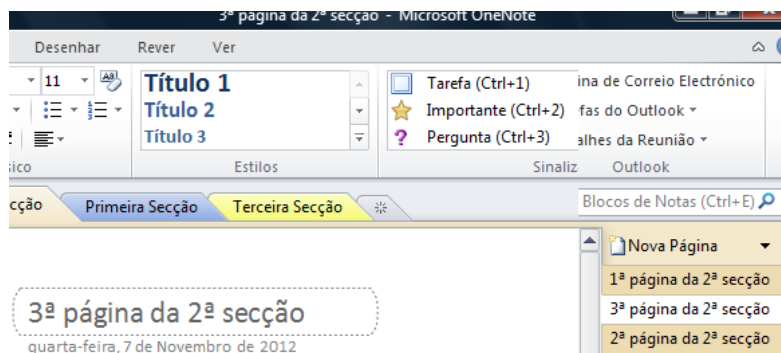 3ª página da 2ª secção - Microsoft OneNote
Desenhar Rever Ver
11
Título 1
Título 2
Título 3
Tarefa (Ctrl+1)
Importante (Ctrl+2)
Pergunta (Ctrl+3)
ina de Correio Electrónico
fas do Outlook
alhes da Reunião
sico Estilos Sinaliz Outlook
cção Primeira Secção Terceira Secção
Blocos de Notas (Ctrl+E)
Nova Página
1ª página da 2ª secção
3ª página da 2ª secção
2ª página da 2ª secção
3ª página da 2ª secção
quarta-feira, 7 de Novembro de 2012